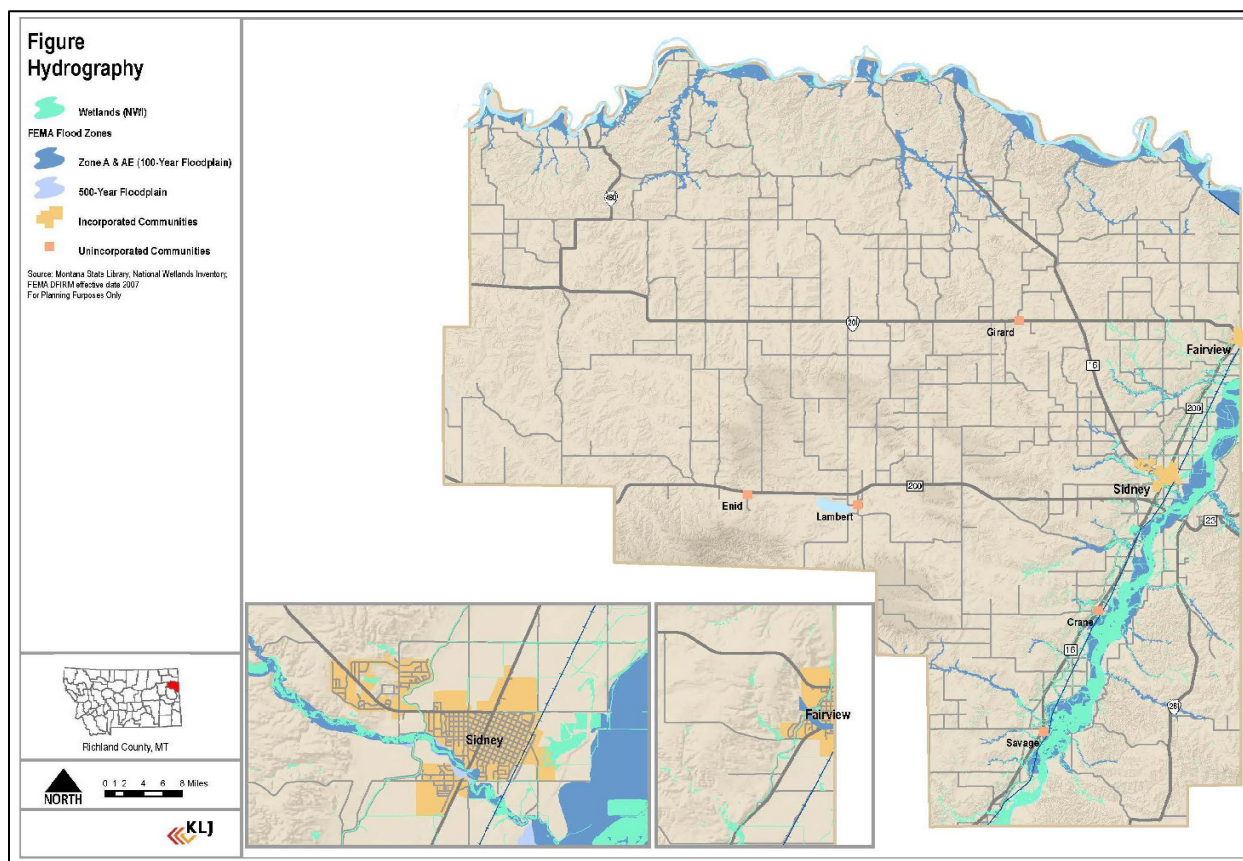 Figure
Hydrography
Wetlands (NWI)
FEMA Flood Zones
Zone A & AE (100-Year Floodplain)
500-Year Floodplain
Incorporated Communities
Unincorporated Communities
Source: Montana State Library, National Wetlands Inventory,
FEMA DFIRM effective date 2007
For Planning Purposes Only
Richland County, MT
NORTH
0 1 2 4 6 8 Miles
KLJ
480
201
Girard
Fairview
16
200
Sidney
Enid
Lambert
200
23
Crane
16
Savage
261
Sidney
Fairview